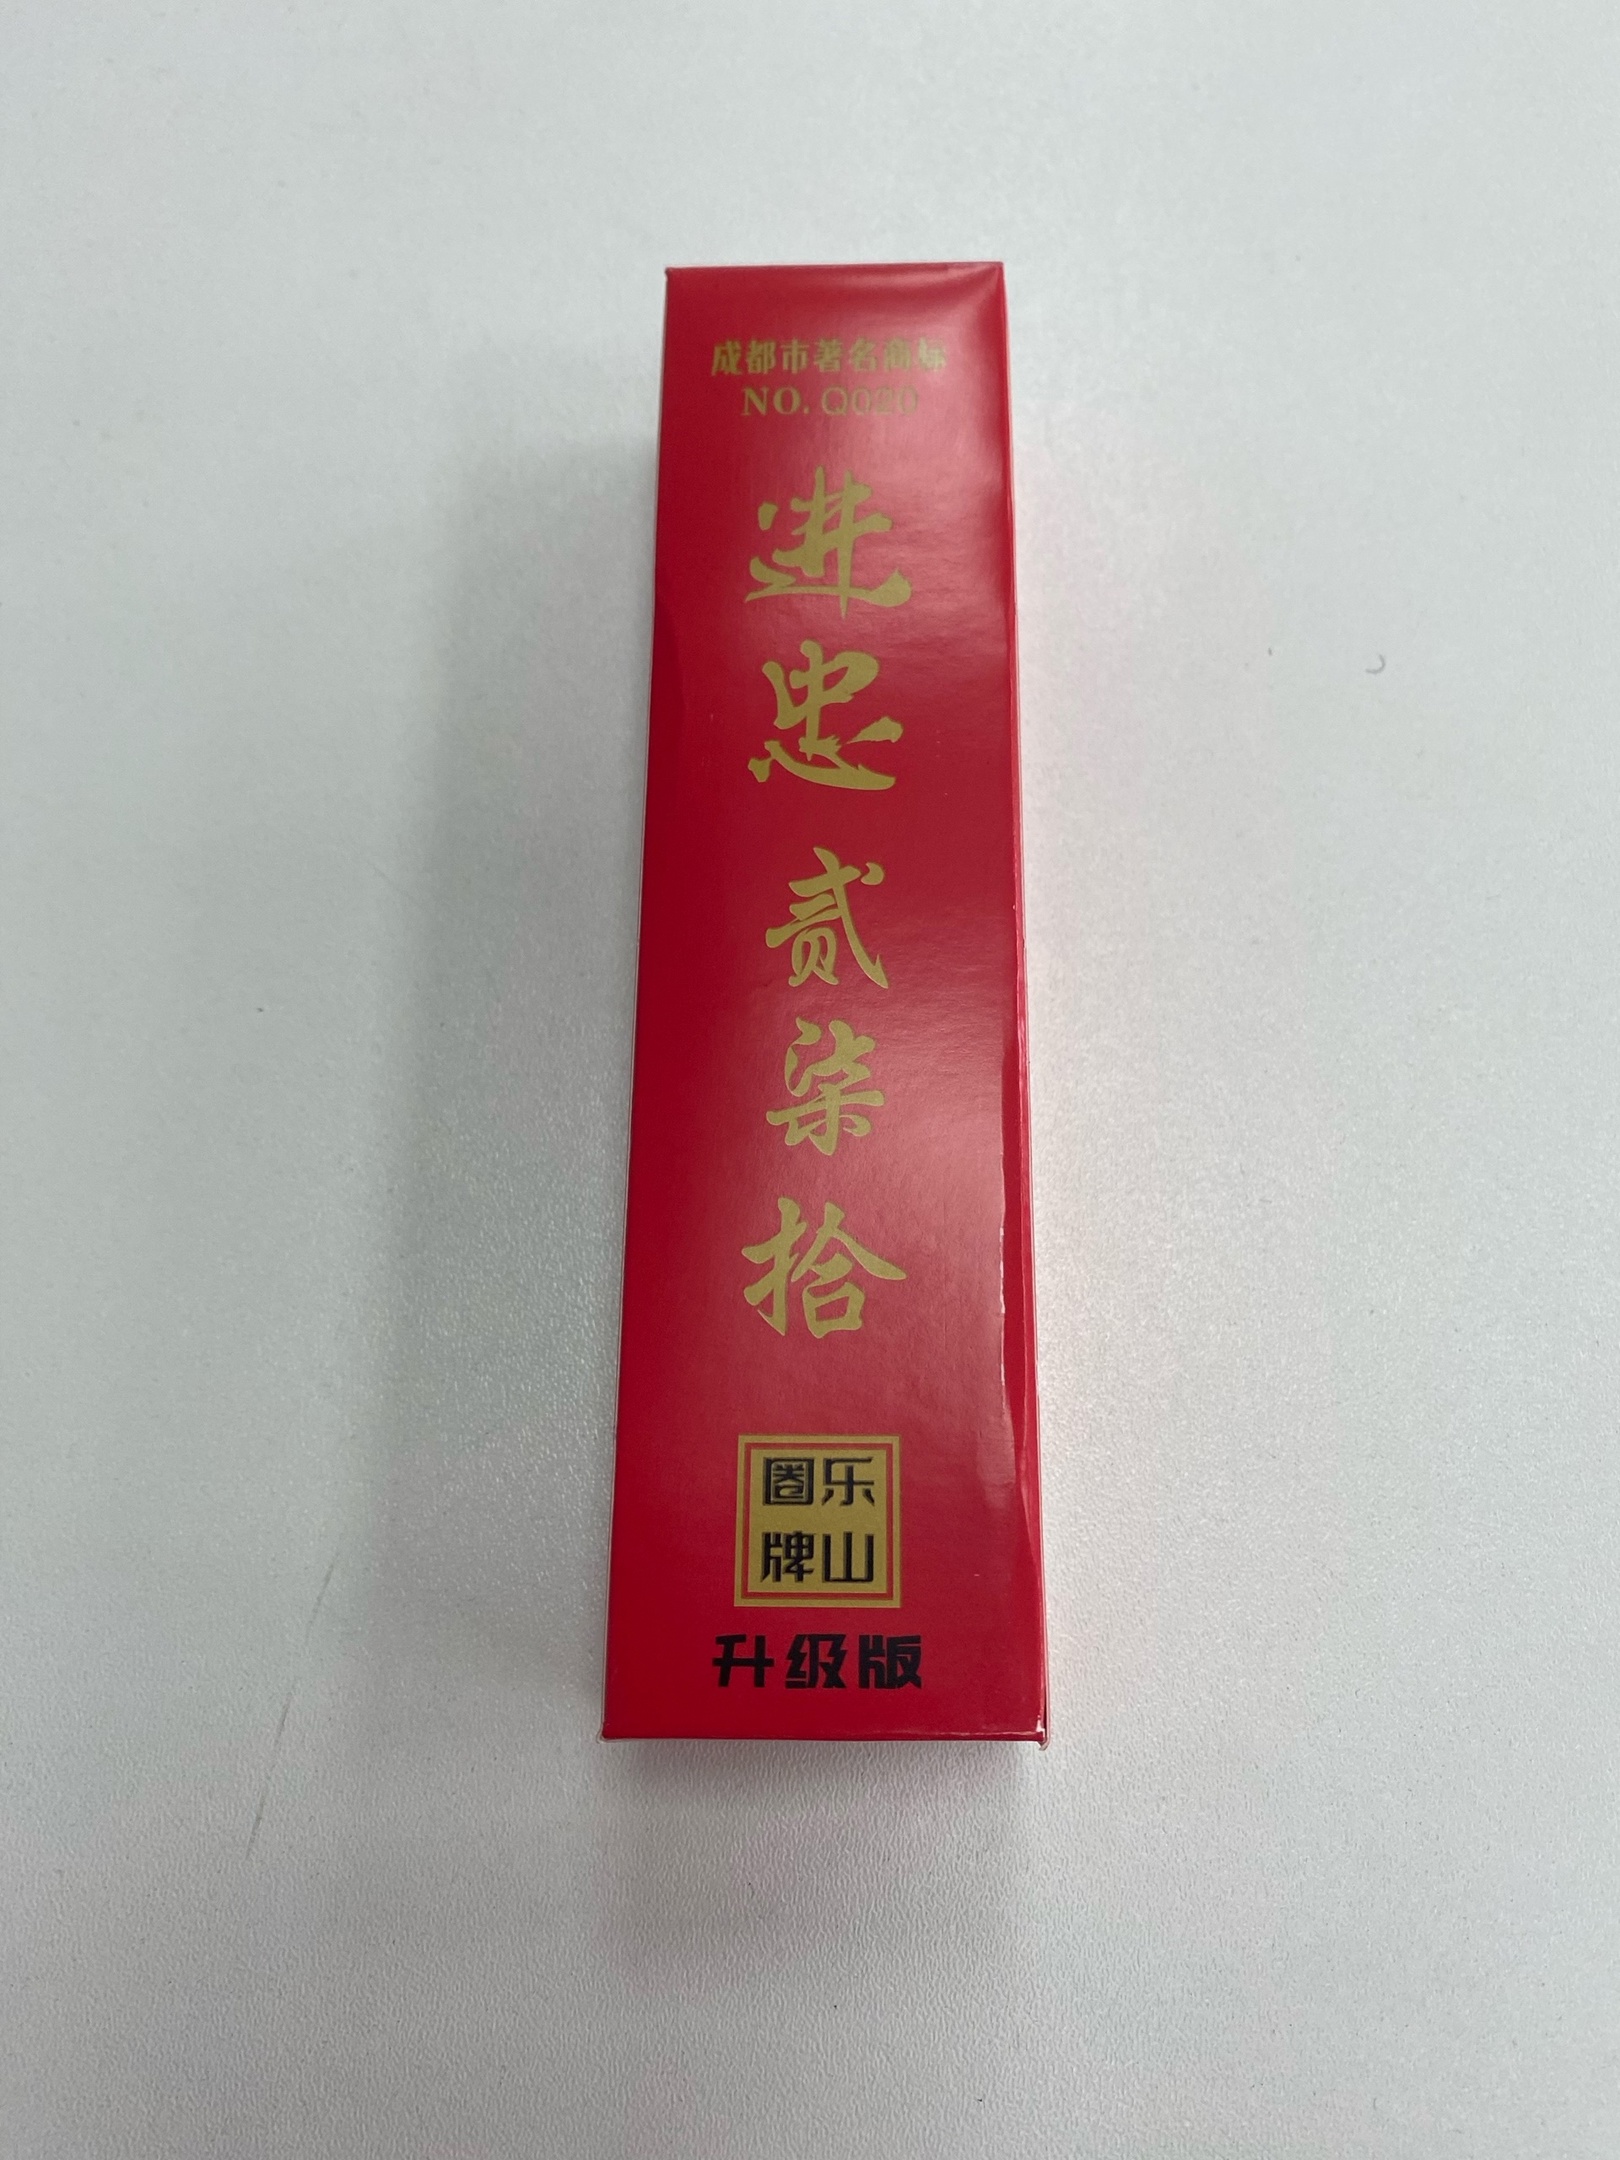 成都市著名商标
NO. Q020
进忠贰柒拾
乐山
圈牌
升级版